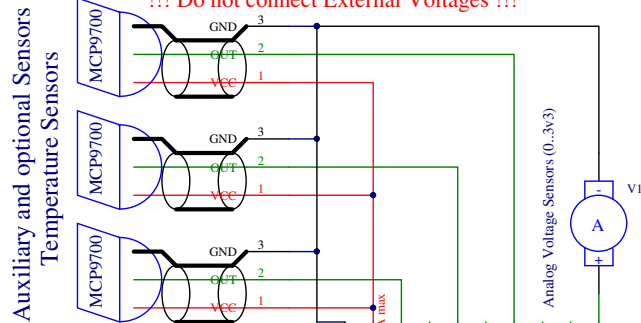 !!! Do not connect External Voltages !!!
Auxiliary and optional Sensors
Temperature Sensors
MCP9700
GND 3
OUT 2
VCC 1
MCP9700
GND 3
OUT 2
VCC 1
MCP9700
GND 3
OUT 2
VCC 1
A max
Analog Voltage Sensors (0..3v3)
-
V1
A
+